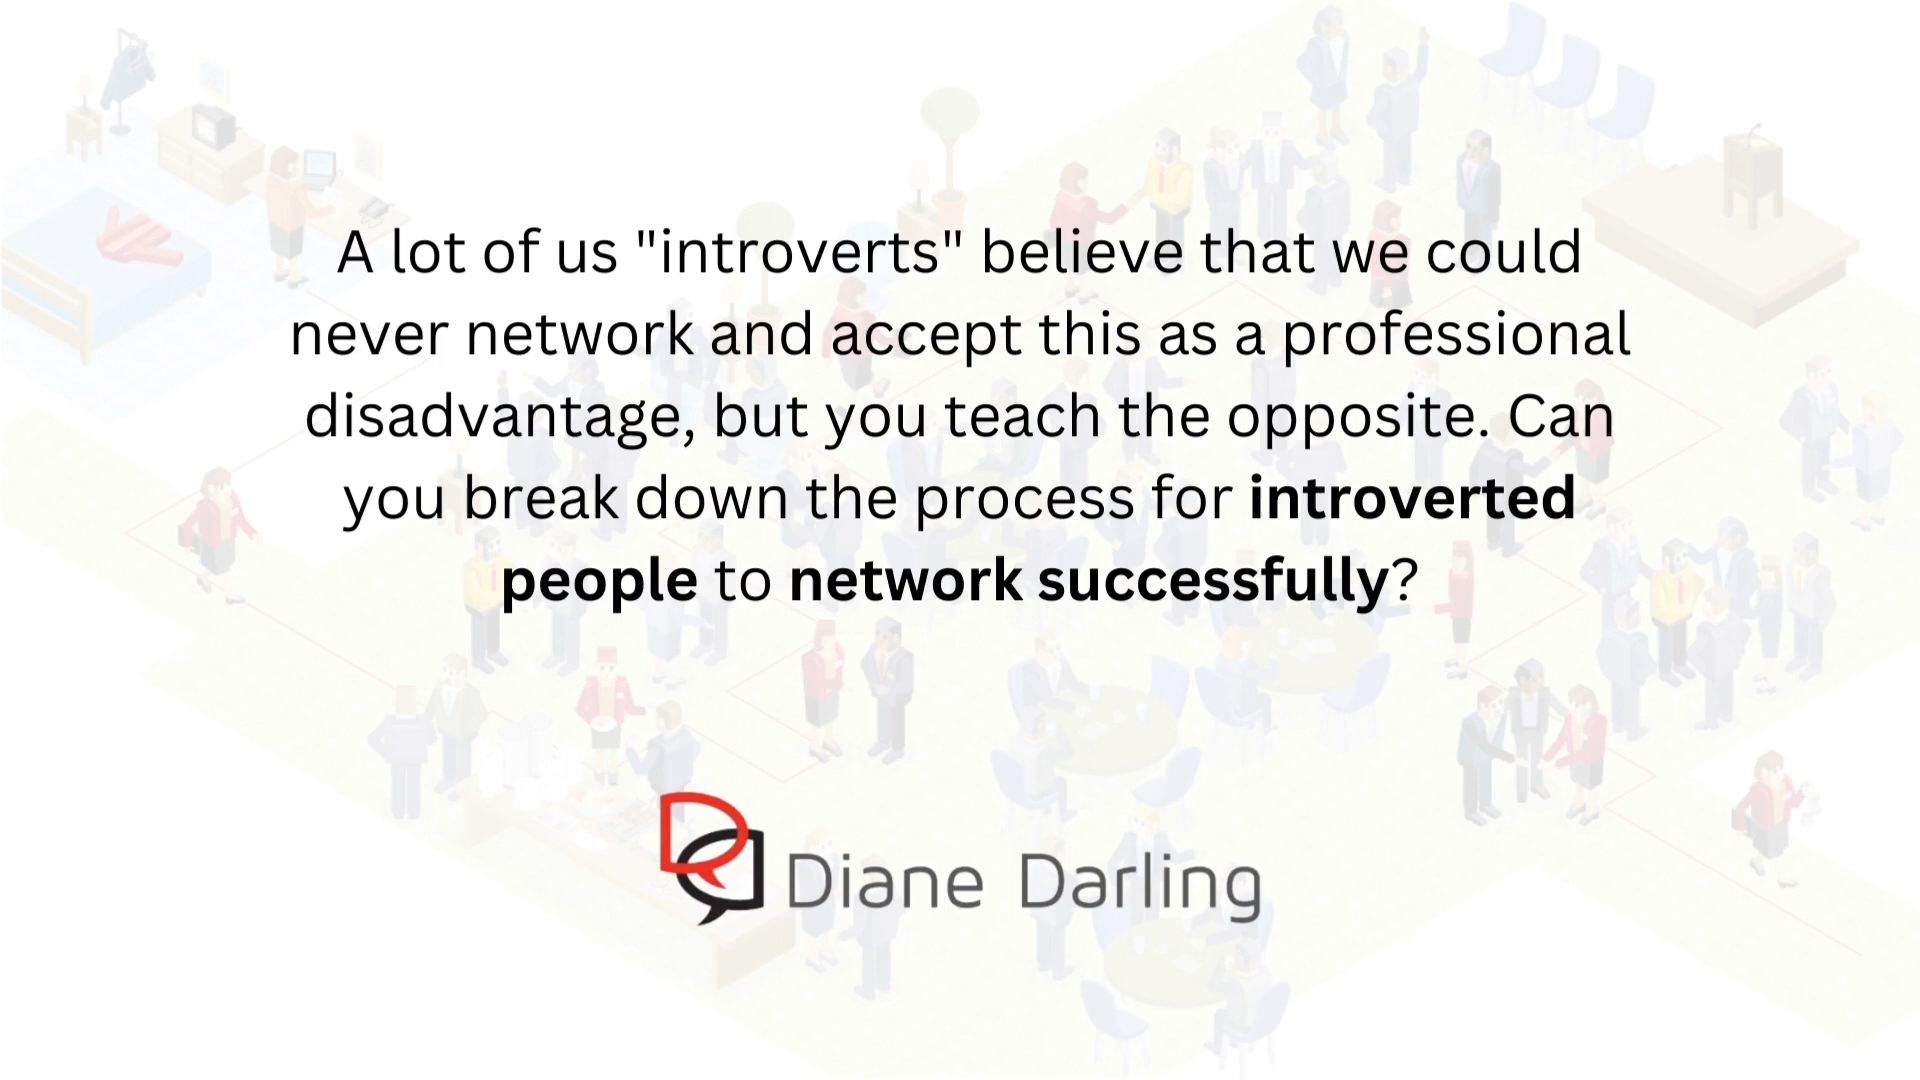 A lot of us "introverts" believe that we could
never network and accept this as a professional
disadvantage, but you teach the opposite. Can
you break down the process for introverted
people to network successfully?
Diane Darling